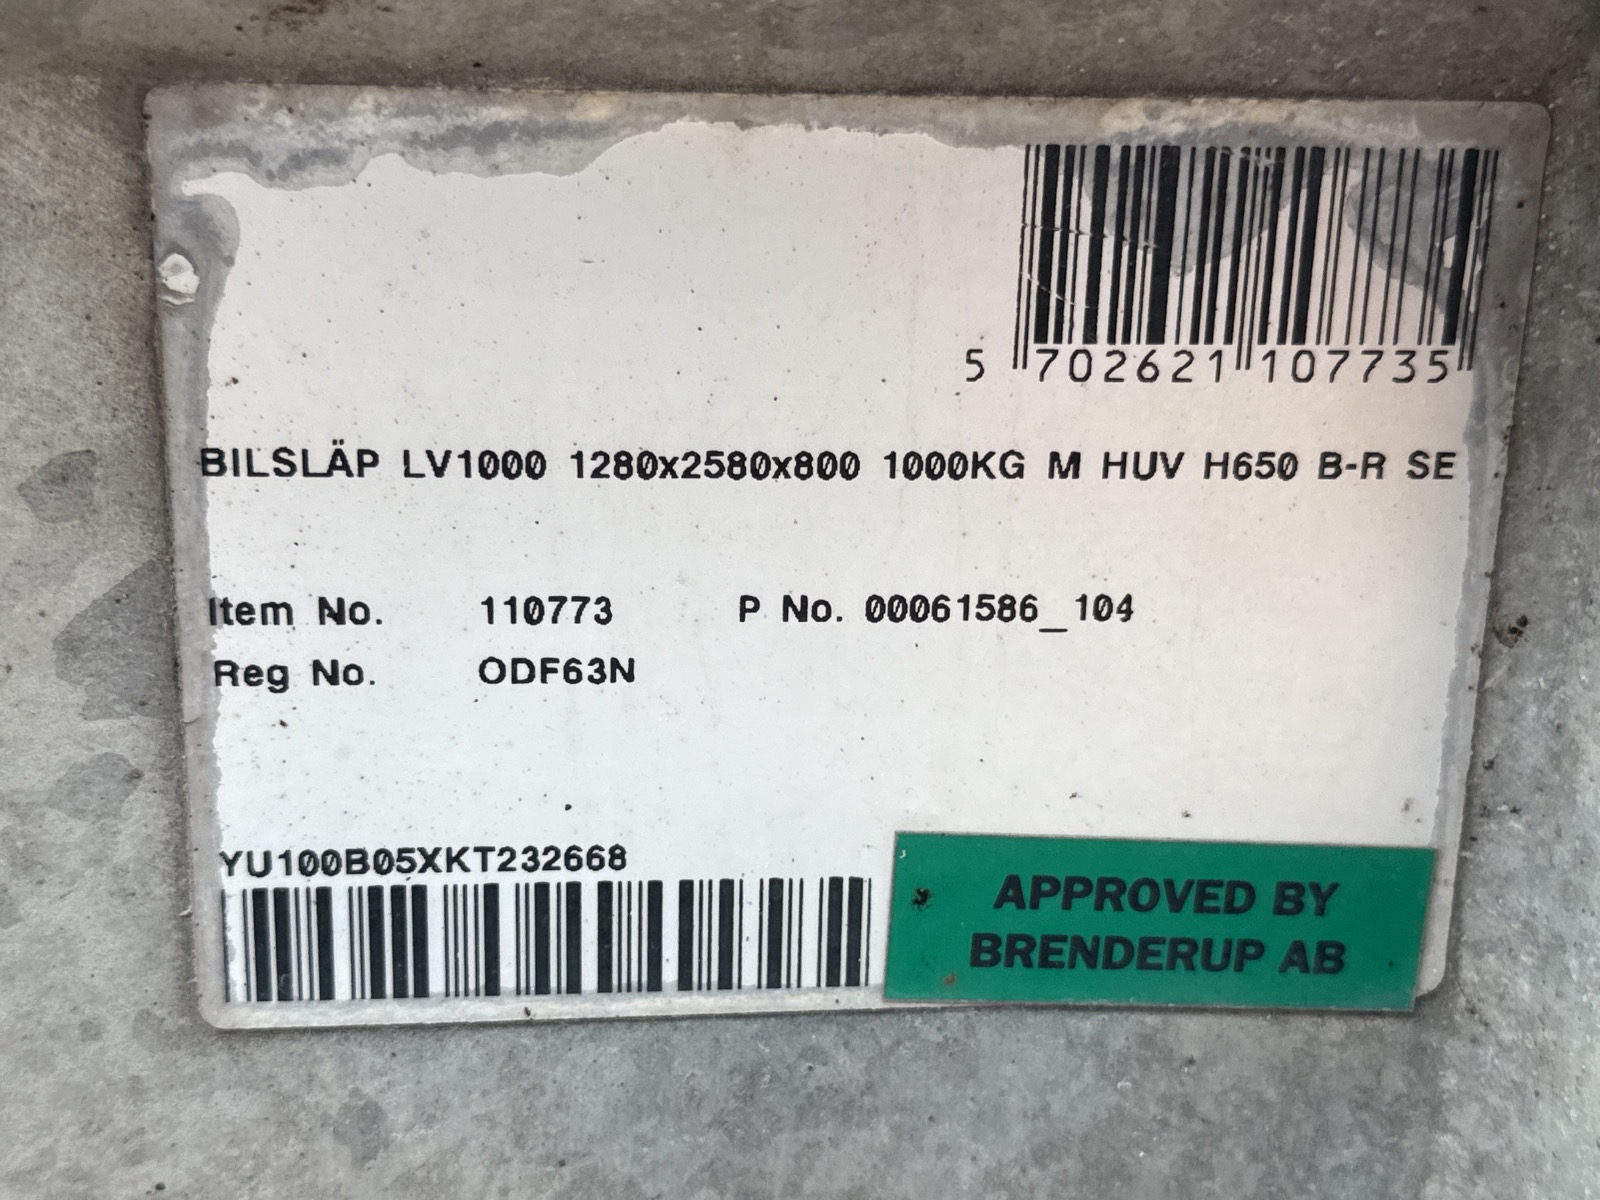 5 702621 107735
BILSLÄP LV1000 1280x2580x800 1000KG M HUV H650 B-R SE
Item No. 110773 P No. 00061586_104
Reg No. ODF63N
YU100B05XKT232668
APPROVED BY
BRENDERUP AB